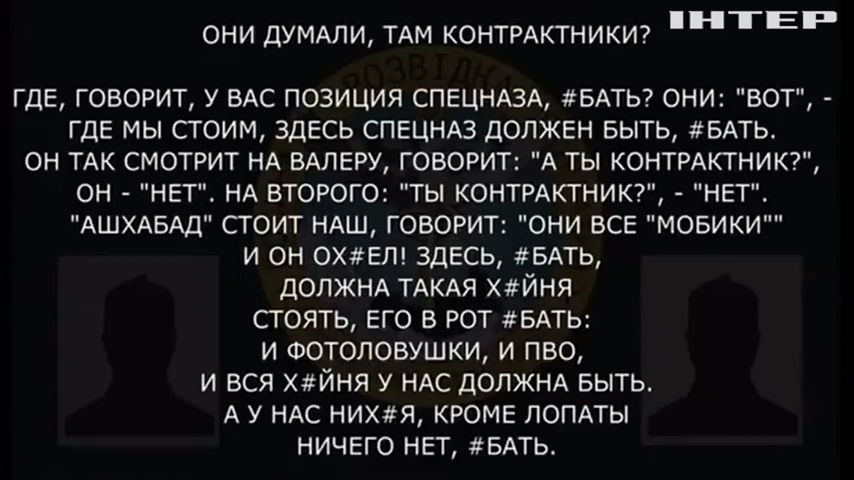 ІНТЕР
ОНИ ДУМАЛИ, ТАМ КОНТРАКТНИКИ?
ГДЕ, ГОВОРИТ, У ВАС ПОЗИЦИЯ СПЕЦНАЗА, #БАТЬ? ОНИ: "ВОТ", -
ГДЕ МЫ СТОИМ, ЗДЕСЬ СПЕЦНАЗ ДОЛЖЕН БЫТЬ, #БАТЬ.
ОН ТАК СМОТРИТ НА ВАЛЕРУ, ГОВОРИТ: "А ТЫ КОНТРАКТНИК?",
ОН - "НЕТ". НА ВТОРОГО: "ТЫ КОНТРАКТНИК?", - "НЕТ".
"АШХАБАД" СТОИТ НАШ, ГОВОРИТ: "ОНИ ВСЕ "МОБИКИ""
И ОН ОХ#ЕЛ! ЗДЕСЬ, #БАТЬ,
ДОЛЖНА ТАКАЯ Х#ЙНЯ
СТОЯТЬ, ЕГО В РОТ #БАТЬ:
И ФОТОЛОВУШКИ, И ПВО,
И ВСЯ Х#ЙНЯ У НАС ДОЛЖНА БЫТЬ.
А У НАС НИХ#Я, КРОМЕ ЛОПАТЫ
НИЧЕГО НЕТ, #БАТЬ.